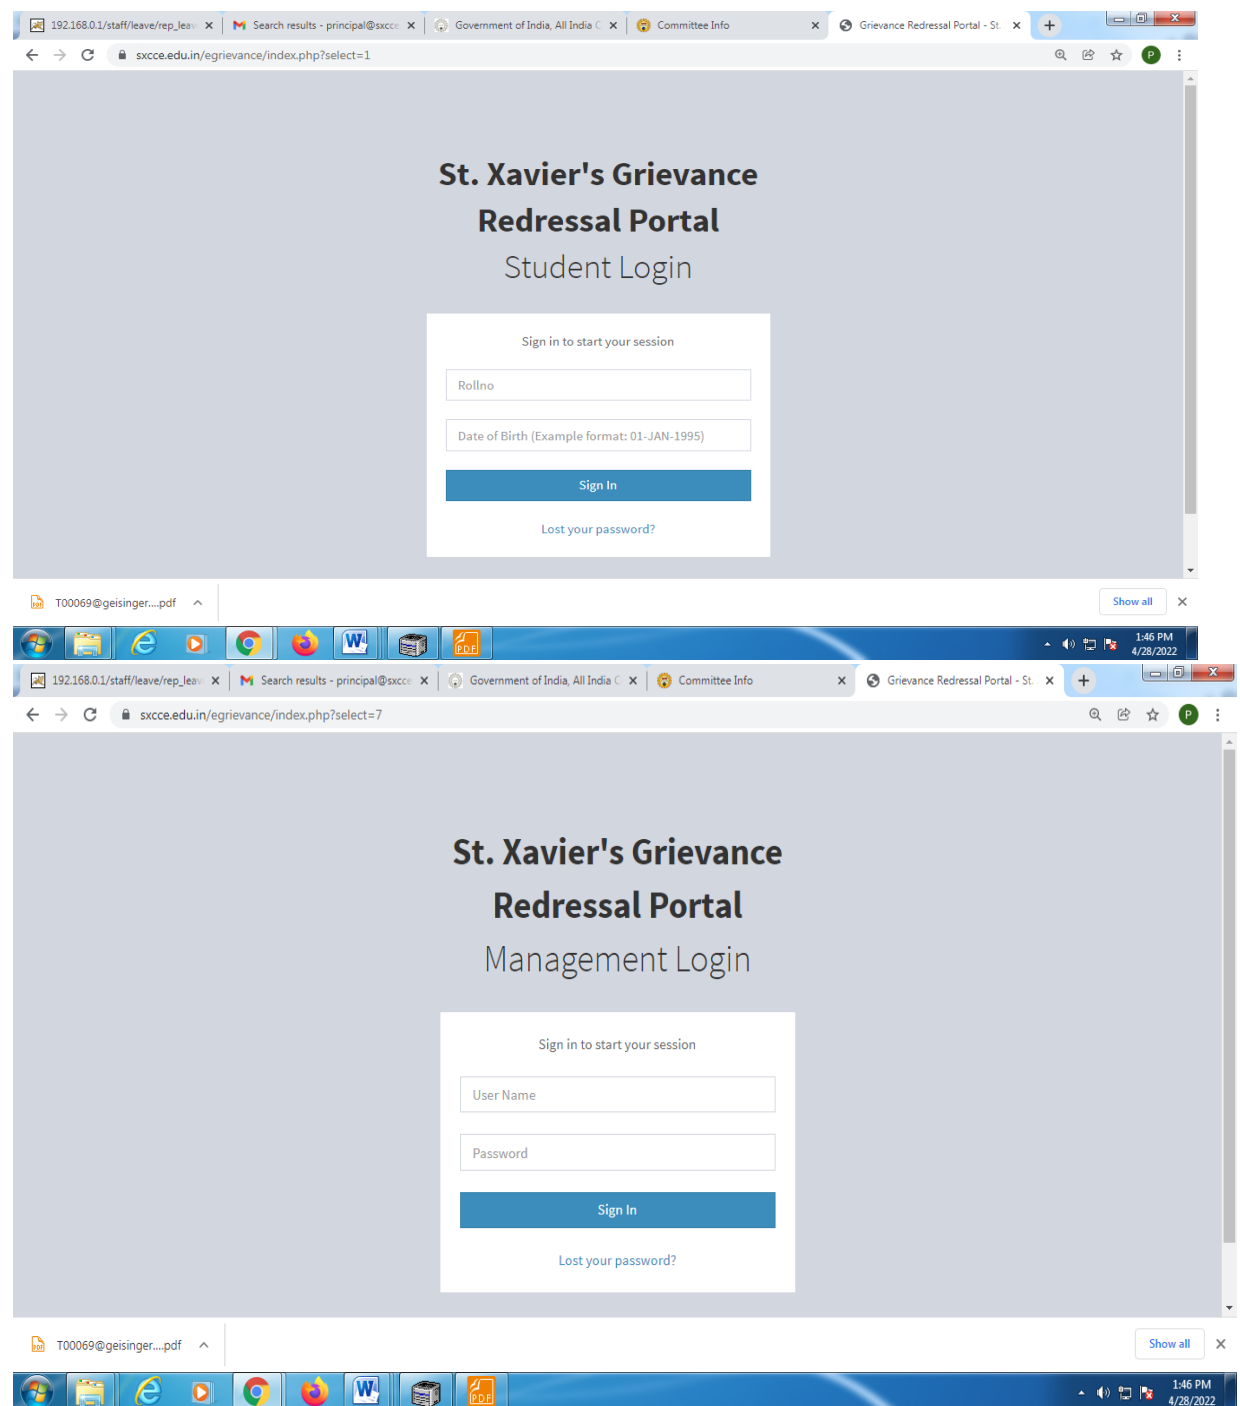 192.168.0.1/staff/leave/rep_leav
Search results - principal@sxcce
Government of India, All India C
Committee Info
Grievance Redressal Portal - St.
sxcce.edu.in/egrievance/index.php?select=1
P
St. Xavier's Grievance
Redressal Portal
Student Login
Sign in to start your session
Rollno
Date of Birth (Example format: 01-JAN-1995)
Sign In
Lost your password?
T00069@geisinger....pdf
Show all
1:46 PM
4/28/2022
192.168.0.1/staff/leave/rep_leav
Search results - principal@sxcce
Government of India, All India C
Committee Info
Grievance Redressal Portal - St.
sxcce.edu.in/egrievance/index.php?select=7
P
St. Xavier's Grievance
Redressal Portal
Management Login
Sign in to start your session
User Name
Password
Sign In
Lost your password?
T00069@geisinger....pdf
Show all
1:46 PM
4/28/2022